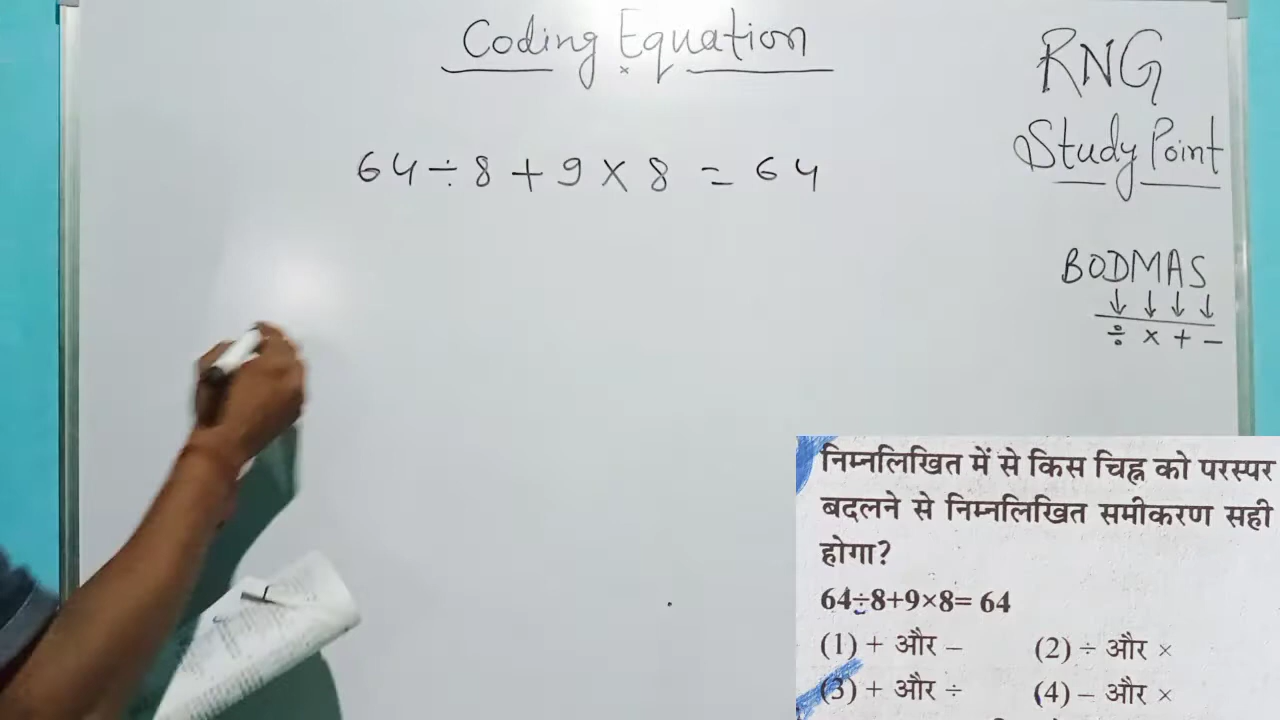 Coding Equation
RNG
Study Point
64 ÷ 8 + 9 × 8 = 64
BODMAS
↓ ↓ ↓ ↓
÷ × + −
निम्नलिखित में से किस चिह्न को परस्पर
बदलने से निम्नलिखित समीकरण सही
होगा?
64÷8+9×8= 64
(1) + और − (2) ÷ और ×
(3) + और ÷ (4) − और ×